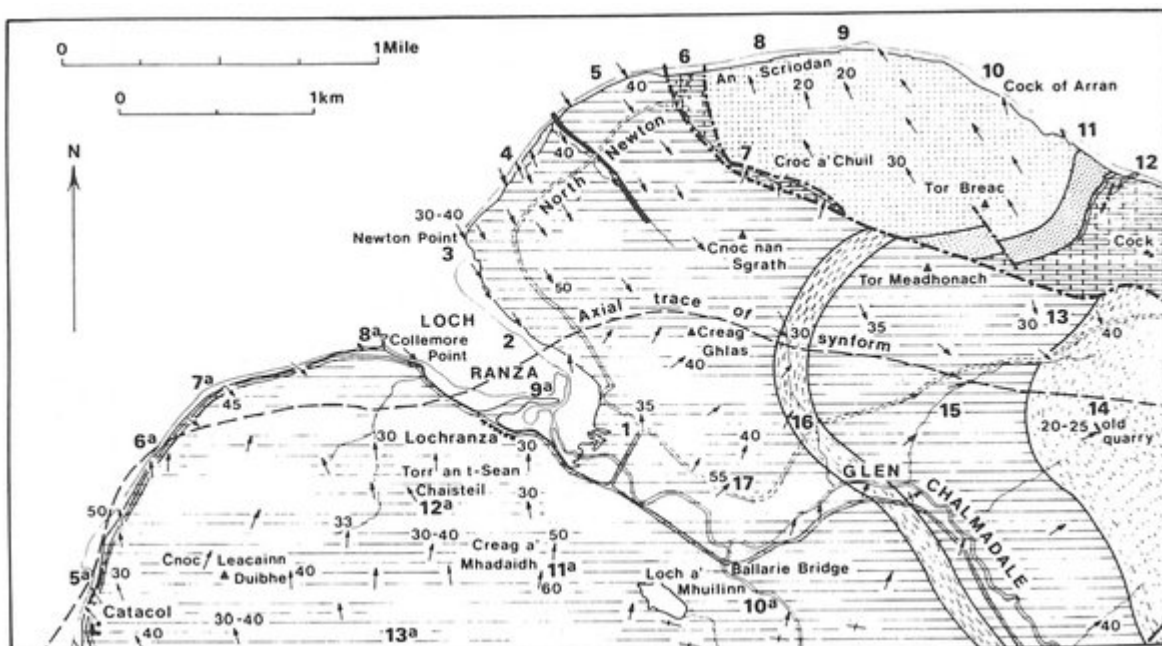 0 1Mile
0 1km
N
5
6
8
9
An Scriodan
40
20
20
10
Cock of Arran
11
12
4
40
North Newton
7
Croc a'Chuil
30
Tor Breac
30-40
Newton Point
3
Cnoc nan
Sgrath
Cock
Tor Meadhonach
50
Axial trace of
synform
30
35
30
13
40
LOCH
RANZA
8a
Collemore
Point
2
Creag
Ghlas
40
7a
45
9a
6a
35
1
16
15
14
20-25
old
quarry
30
Lochranza
30
40
Torr an t-Sean
Chaisteil
12a
55
17
GLEN
CHALMADALE
50
33
30
30-40
Creag a'
Mhadaidh
50
11a
60
5a
30
Cnoc Leacainn
Duibhe
40
Ballarie Bridge
Loch a'
Mhuilinn
10a
Catacol
40
30-40
13a
40